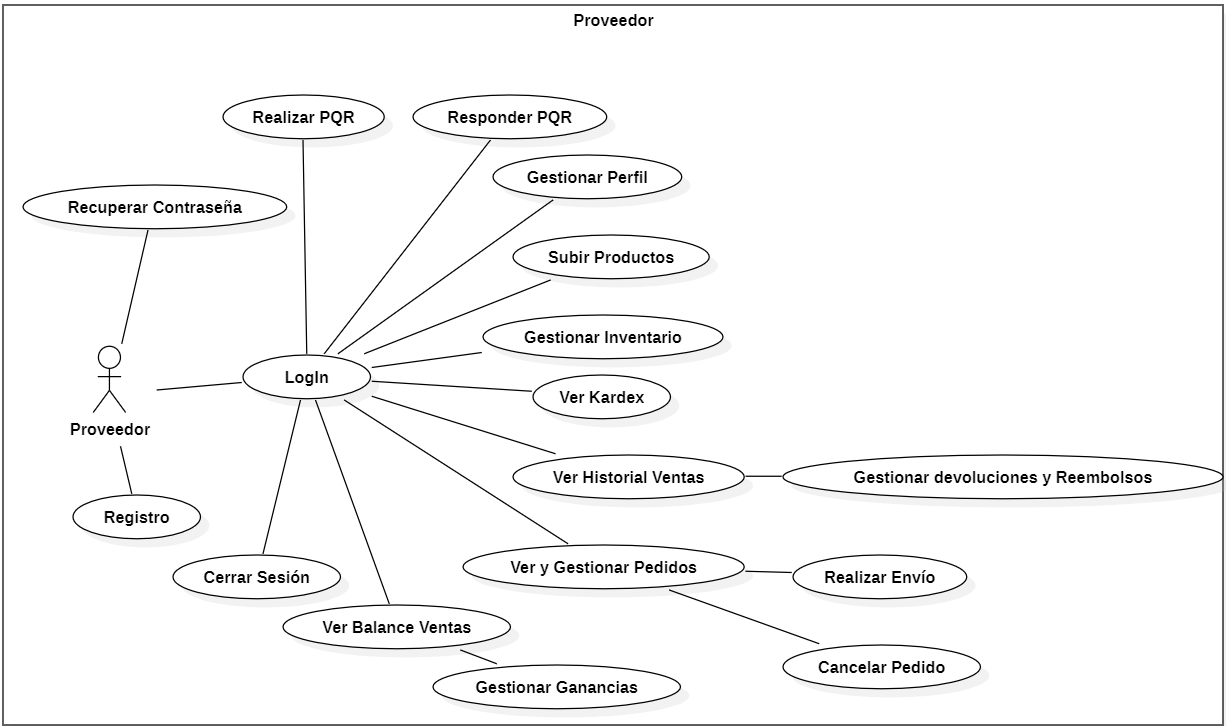 Proveedor
Realizar PQR
Responder PQR
Gestionar Perfil
Recuperar Contraseña
Subir Productos
Gestionar Inventario
LogIn
Ver Kardex
Proveedor
Ver Historial Ventas
Gestionar devoluciones y Reembolsos
Registro
Ver y Gestionar Pedidos
Realizar Envío
Cerrar Sesión
Ver Balance Ventas
Cancelar Pedido
Gestionar Ganancias